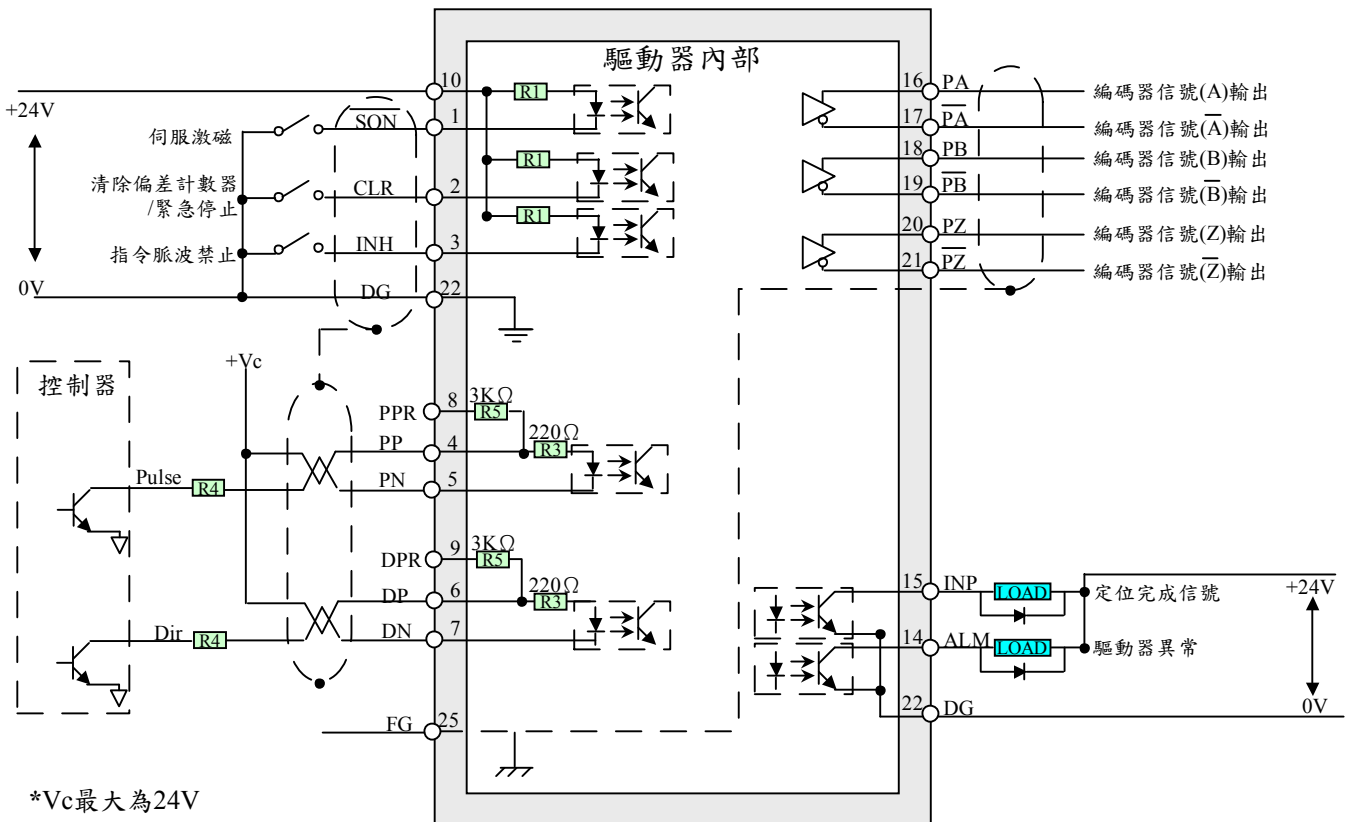 驅動器內部
+24V
0V
伺服激磁
清除偏差計數器
/緊急停止
指令脈波禁止
10
R1
S̅O̅N̅
1
R1
CLR
2
R1
INH
3
DG
22
16 PA 編碼器信號(A)輸出
17 P̅A̅ 編碼器信號(A̅)輸出
18 PB 編碼器信號(B)輸出
19 P̅B̅ 編碼器信號(B̅)輸出
20 PZ 編碼器信號(Z)輸出
21 P̅Z̅ 編碼器信號(Z̅)輸出
+Vc
控制器
PPR 8 3KΩ
R5
PP 4 220Ω
R3
Pulse R4 PN 5
DPR 9 3KΩ
R5
DP 6 220Ω
R3
Dir R4 DN 7
FG 25
15 INP LOAD 定位完成信號
14 ALM LOAD 驅動器異常
22 DG
+24V
0V
*Vc最大為24V